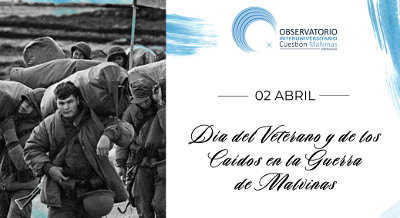 OBSERVATORIO
INTERUNIVERSITARIO
Cuestión Malvinas
02 ABRIL
Día del Veterano y de los
Caídos en la Guerra
de Malvinas